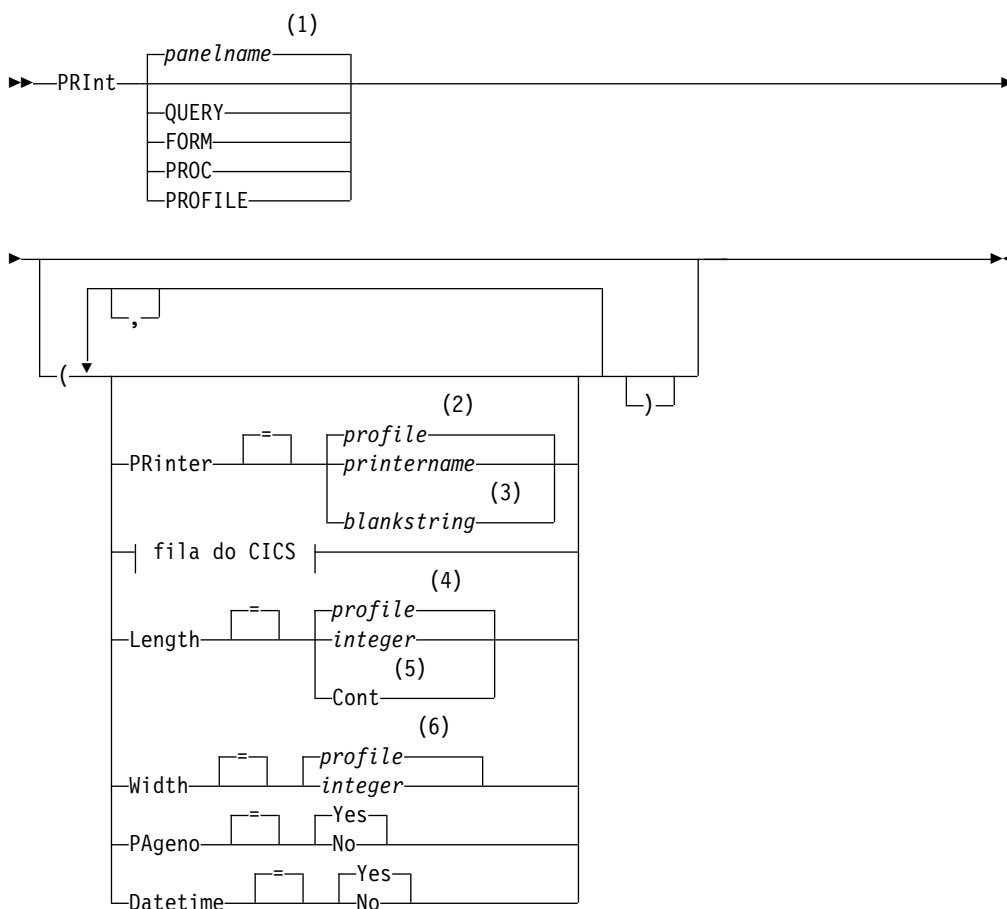 (1)
panelname
PRInt
QUERY
FORM
PROC
PROFILE
,
(
)
(2)
PRinter = profile
printername
(3)
blankstring
fila do CICS
(4)
Length = profile
integer
(5)
Cont
(6)
Width = profile
integer
PAgeno = Yes
No
Datetime = Yes
No